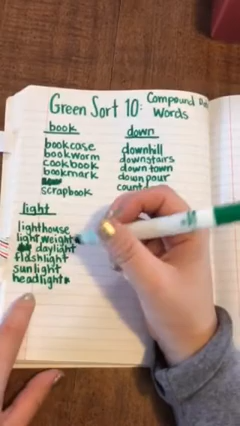 Green Sort 10: Compound
Words
book
bookcase
bookworm
cookbook
bookmark
scrapbook
down
downhill
downstairs
downtown
downpour
light
lighthouse
lightweight
daylight
flashlight
sunlight
headlight